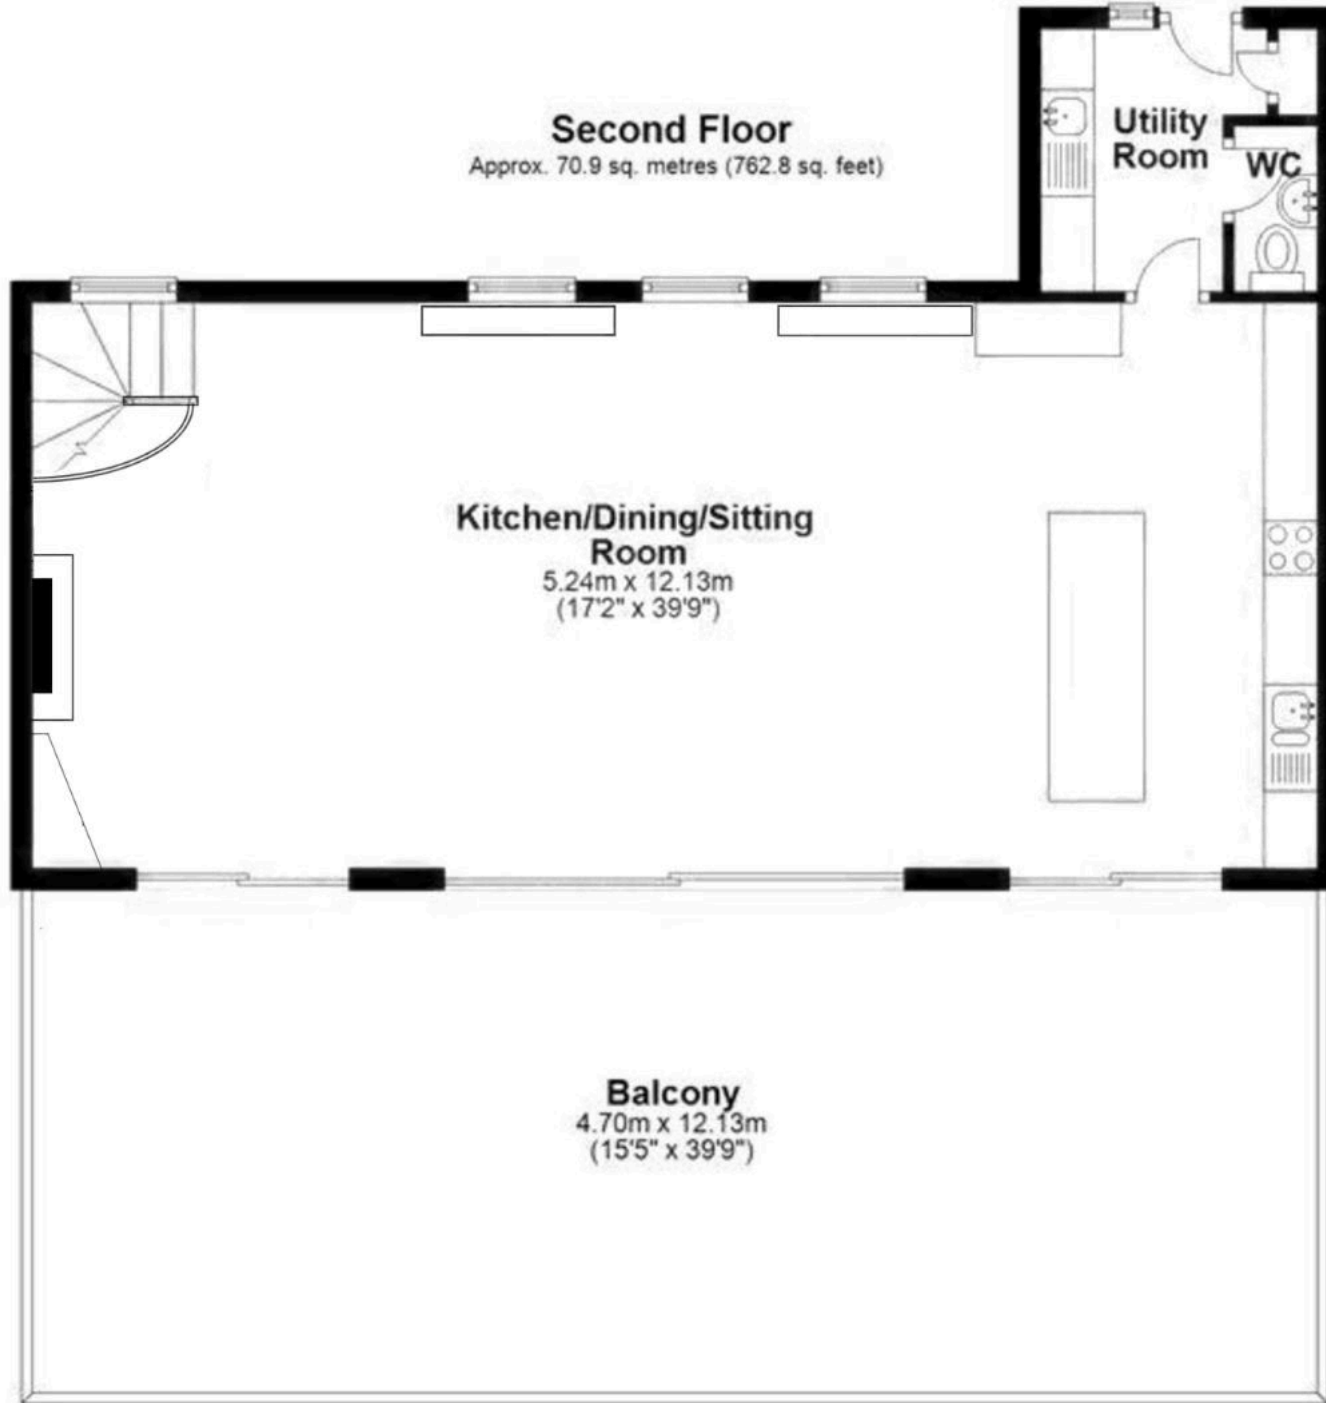 Second Floor
Approx. 70.9 sq. metres (762.8 sq. feet)
Utility
Room
WC
Kitchen/Dining/Sitting
Room
5.24m x 12.13m
(17'2" x 39'9")
Balcony
4.70m x 12.13m
(15'5" x 39'9")